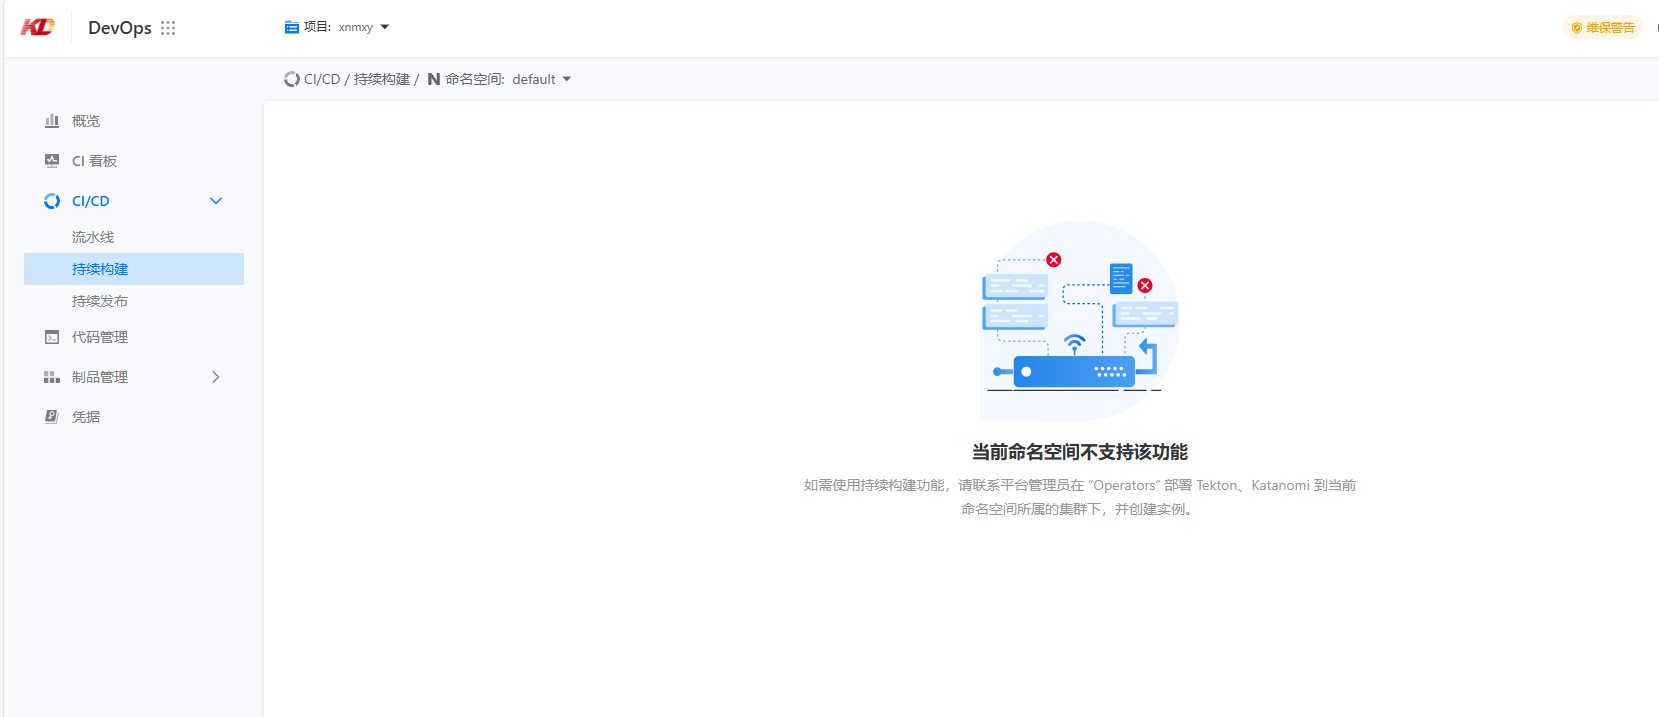 KD DevOps 项目: xnmxy 维保警告
CI/CD / 持续构建 / N 命名空间: default
概览
CI 看板
CI/CD
流水线
持续构建
持续发布
代码管理
制品管理
凭据
当前命名空间不支持该功能
如需使用持续构建功能，请联系平台管理员在 “Operators” 部署 Tekton、Katanomi 到当前
命名空间所属的集群下，并创建实例。